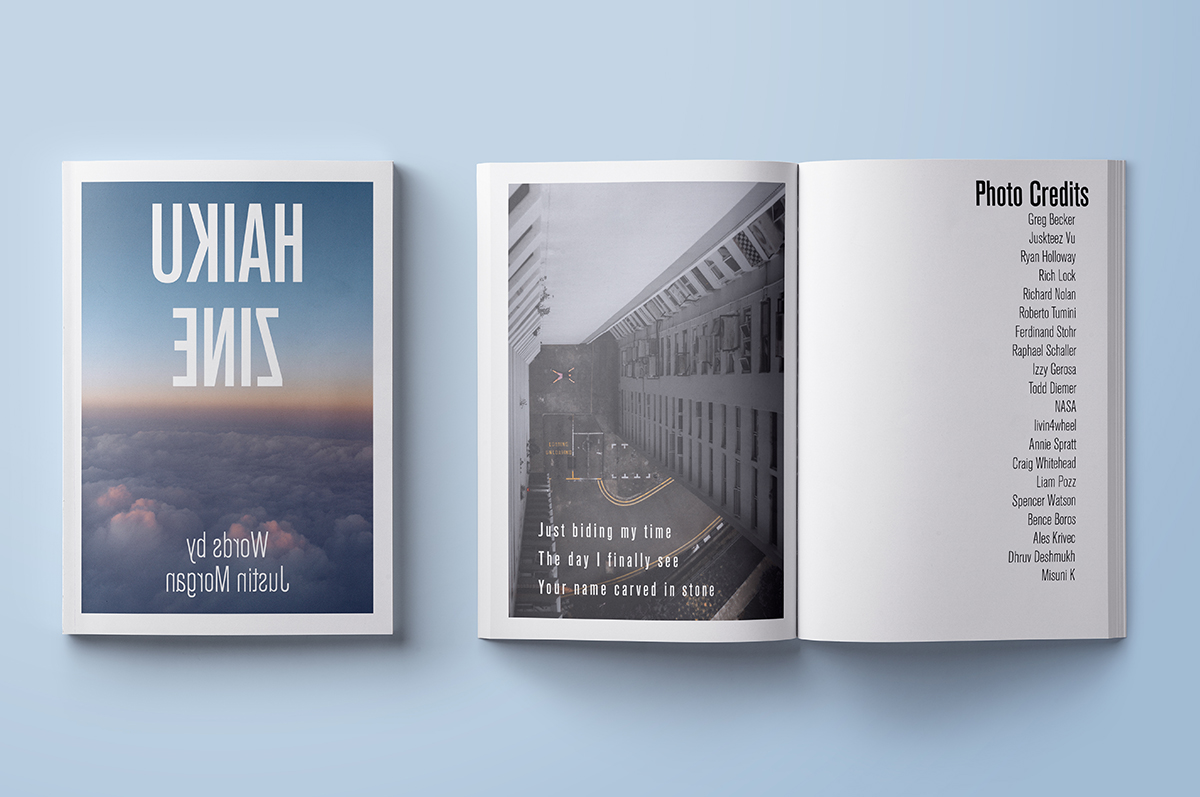 HAIKU
ZINE
Words by
Justin Morgan
Just biding my time
The day I finally see
Your name carved in stone
Photo Credits
Greg Becker
Juskteez Vu
Ryan Holloway
Rich Lock
Richard Nolan
Roberto Tumini
Ferdinand Stohr
Raphael Schaller
Izzy Gerosa
Todd Diemer
NASA
livin4wheel
Annie Spratt
Craig Whitehead
Liam Pozz
Spencer Watson
Bence Boros
Ales Krivec
Dhruv Deshmukh
Misuni K